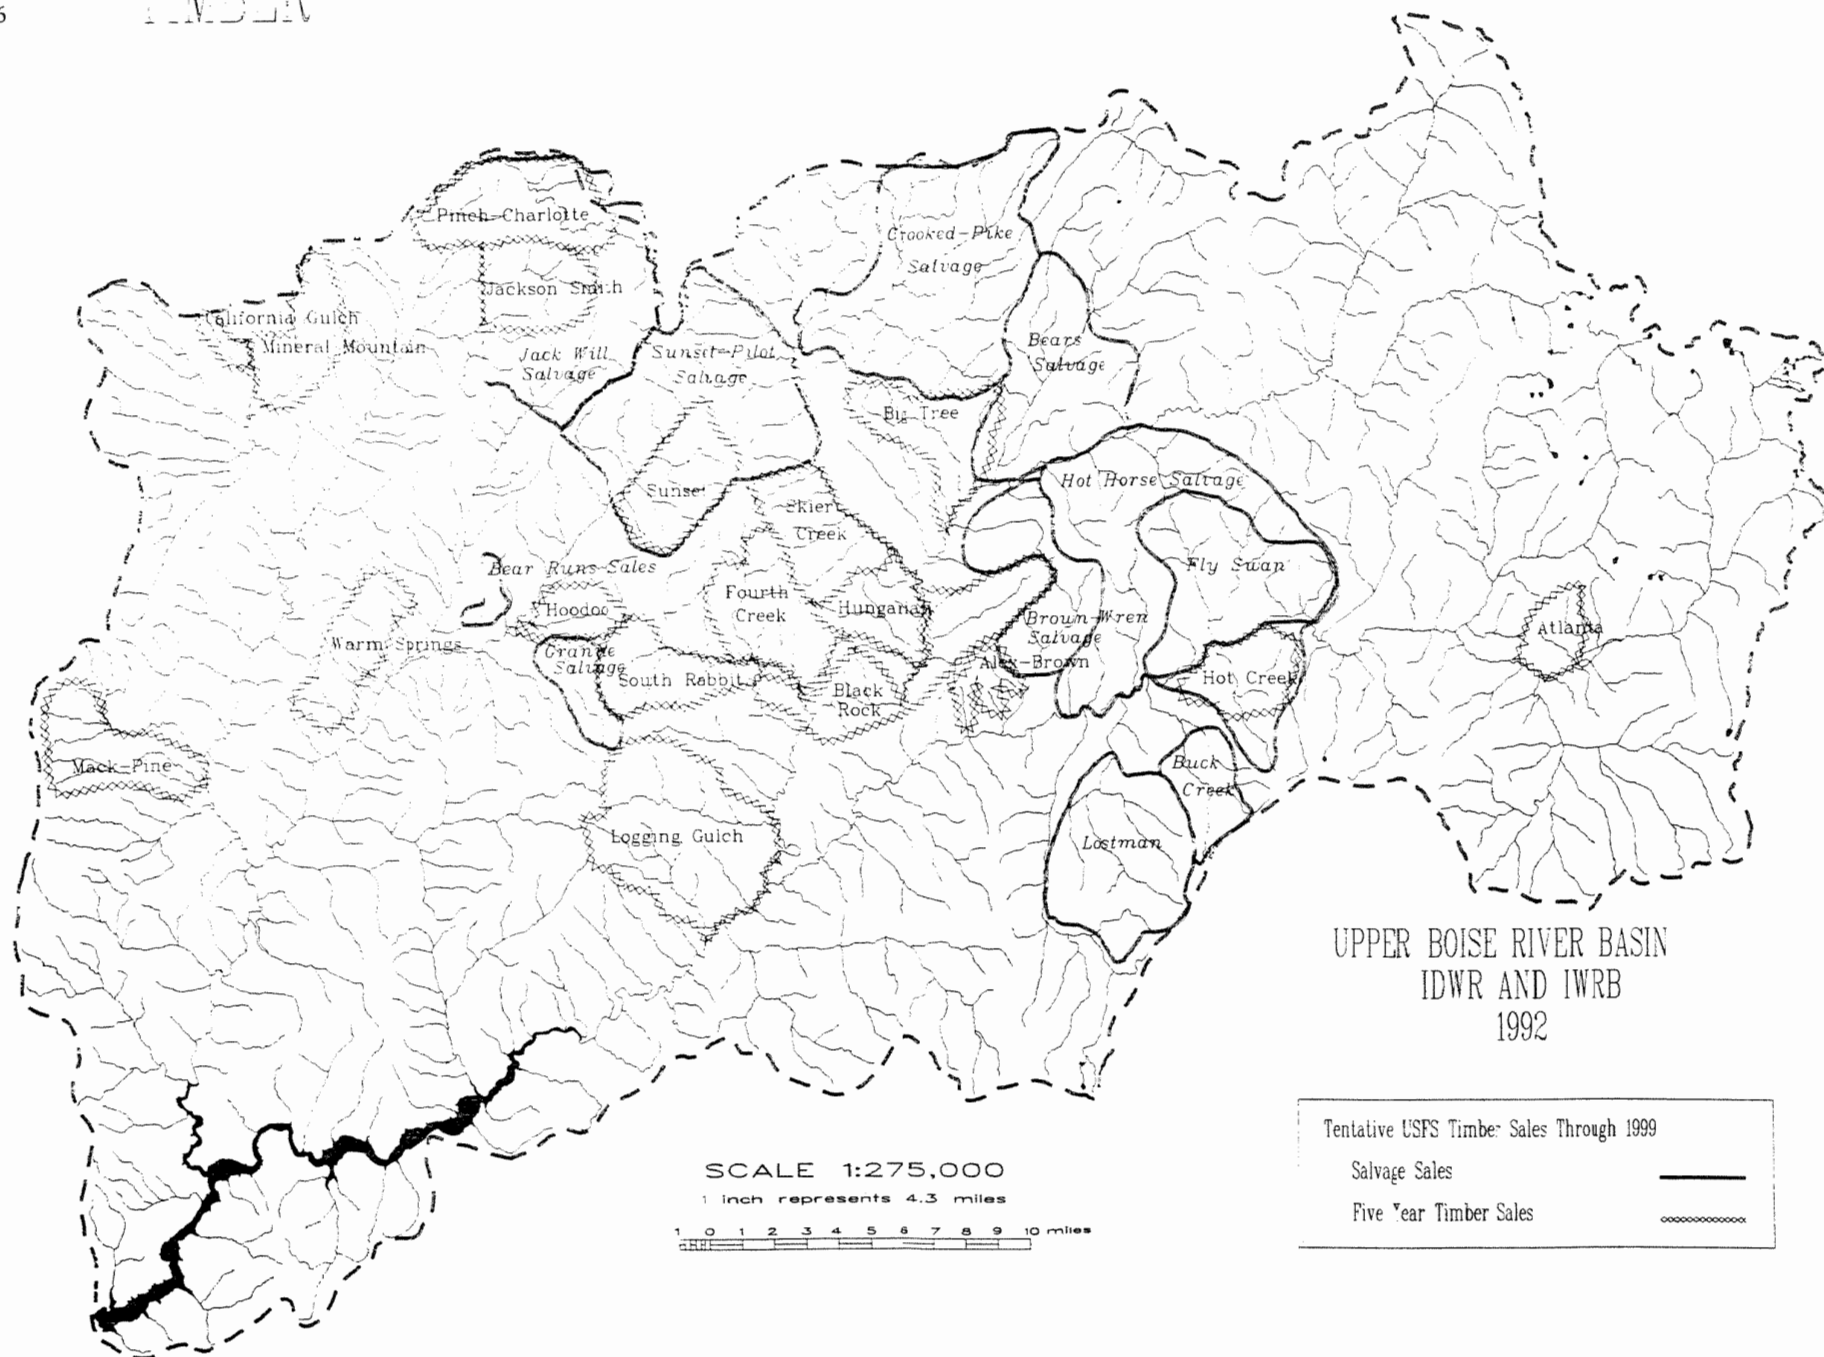 6
TIMBER
Pinch-Charlotte
Crooked-Pike
Salvage
Jackson Smith
California Gulch
Mineral Mountain
Jack Will
Salvage
Sunset-Pilot
Salvage
Bears
Salvage
Big Tree
Hot Horse Salvage
Sunset
Skier
Creek
Bear Runs Sales
Fly Swan
Fourth
Creek
Hoodoo
Hungarian
Brown-Wren
Salvage
Atlanta
Warm Springs
Grande
Salvage
Alex-Brown
South Rabbit
Hot Creek
Black
Rock
Mack-Pine
Buck
Creek
Logging Gulch
Lostman
UPPER BOISE RIVER BASIN
IDWR AND IWRB
1992
Tentative USFS Timber Sales Through 1999
Salvage Sales
Five Year Timber Sales
SCALE 1:275,000
1 inch represents 4.3 miles
1 0 1 2 3 4 5 6 7 8 9 10 miles